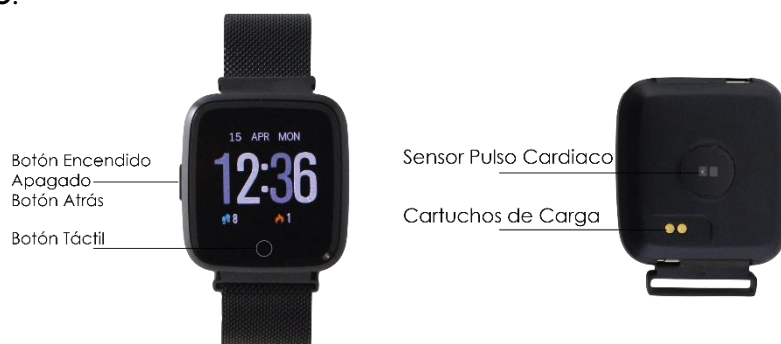 15 APR MON
12:36
8 1
Botón Encendido
Apagado
Botón Atrás
Botón Táctil
Sensor Pulso Cardiaco
Cartuchos de Carga